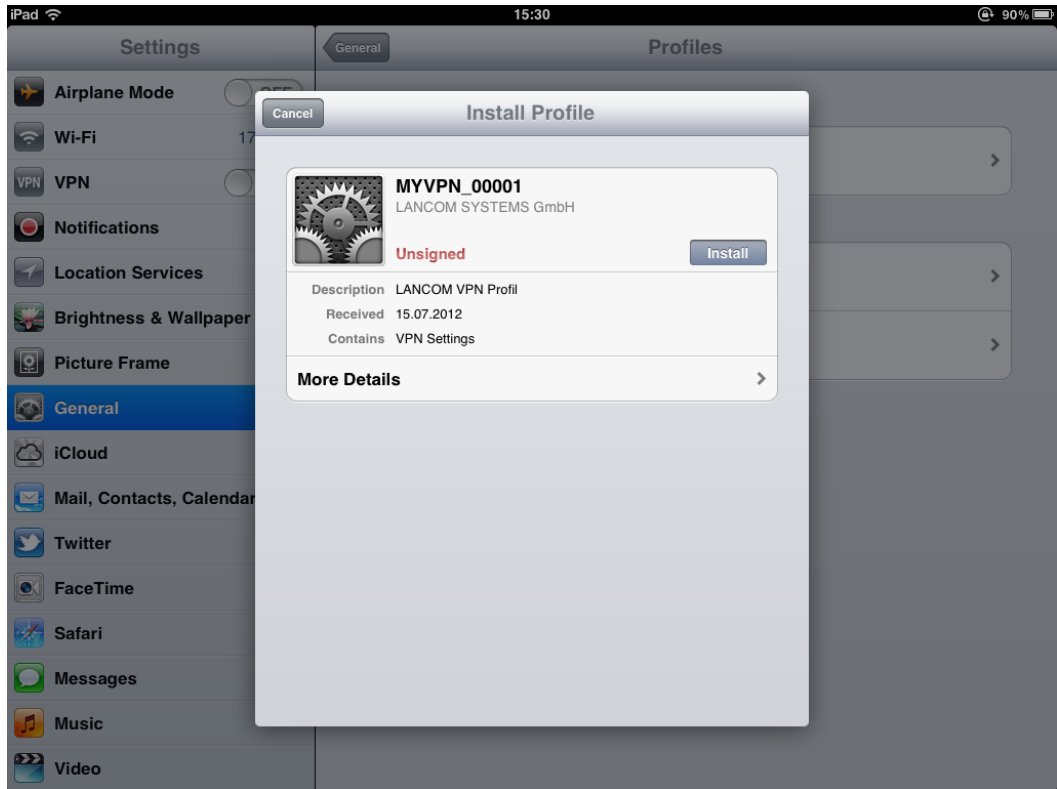 iPad 15:30 90%
Settings
General
Profiles
Airplane Mode
Wi-Fi 17
VPN VPN
Notifications
Location Services
Brightness & Wallpaper
Picture Frame
General
iCloud
Mail, Contacts, Calendar
Twitter
FaceTime
Safari
Messages
Music
Video
Cancel
Install Profile
MYVPN_00001
LANCOM SYSTEMS GmbH
Unsigned
Install
Description LANCOM VPN Profil
Received 15.07.2012
Contains VPN Settings
More Details